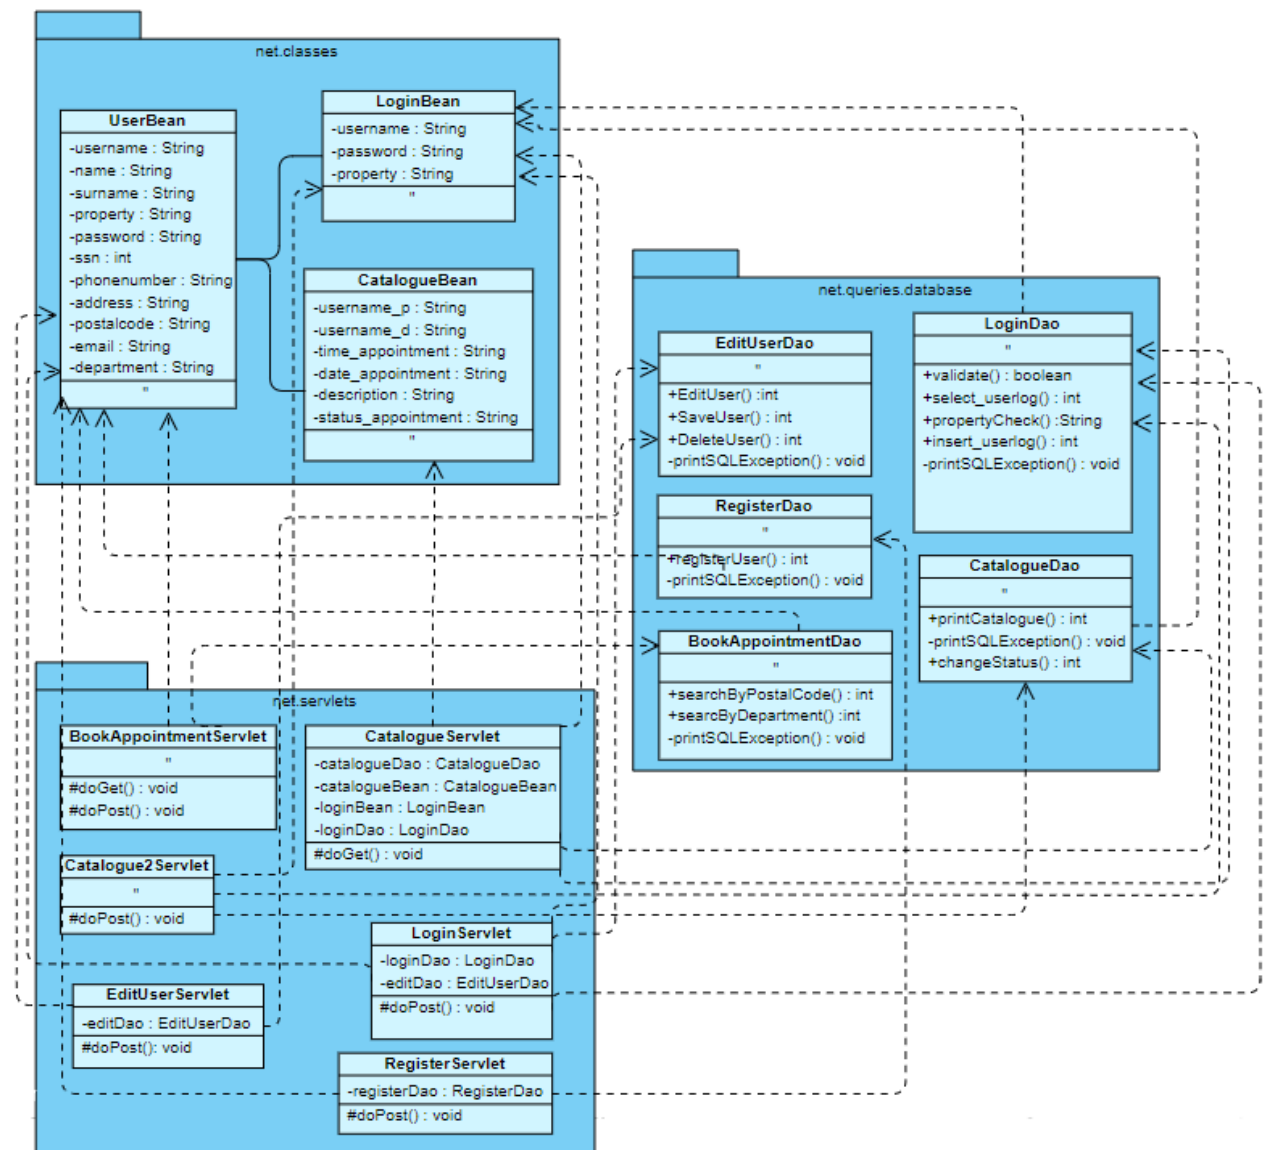 net.classes
UserBean
-username : String
-name : String
-surname : String
-property : String
-password : String
-ssn : int
-phonenumber : String
-address : String
-postalcode : String
-email : String
-department : String
"
LoginBean
-username : String
-password : String
-property : String
"
CatalogueBean
-username_p : String
-username_d : String
-time_appointment : String
-date_appointment : String
-description : String
-status_appointment : String
"
net.queries.database
EditUserDao
"
+EditUser() :int
+SaveUser() : int
+DeleteUser() : int
-printSQLException() : void
LoginDao
"
+validate() : boolean
+select_userlog() : int
+propertyCheck() :String
+insert_userlog() : int
-printSQLException() : void
RegisterDao
"
+registerUser() : int
-printSQLException() : void
CatalogueDao
"
+printCatalogue() : int
-printSQLException() : void
+changeStatus() : int
BookAppointmentDao
"
+searchByPostalCode() : int
+searcByDepartment() :int
-printSQLException() : void
net.servlets
BookAppointmentServlet
"
#doGet() : void
#doPost() : void
CatalogueServlet
-catalogueDao : CatalogueDao
-catalogueBean : CatalogueBean
-loginBean : LoginBean
-loginDao : LoginDao
#doGet() : void
Catalogue2Servlet
"
#doPost() : void
LoginServlet
-loginDao : LoginDao
-editDao : EditUserDao
#doPost() : void
EditUserServlet
-editDao : EditUserDao
#doPost(): void
RegisterServlet
-registerDao : RegisterDao
#doPost() : void